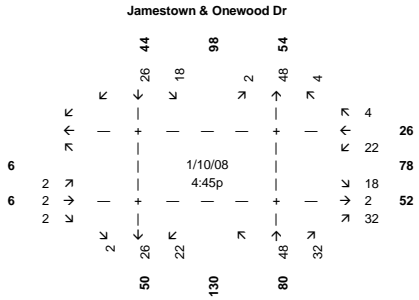 Jamestown & Onewood Dr
44 98 54
26 18 2 48 4
↙ ↓ ↘ ↗ ↑ ↖
↙ | | ↖ 4
← — + — — — + — ← 26
↖ | | ↙ 22
6 | 1/10/08 | 78
2 ↗ | 4:45p | ↘ 18
6 2 → — + — — — + — → 2 52
2 ↘ | | ↗ 32
↘ ↓ ↙ ↖ ↑ ↗
2 26 22 48 32
50 130 80